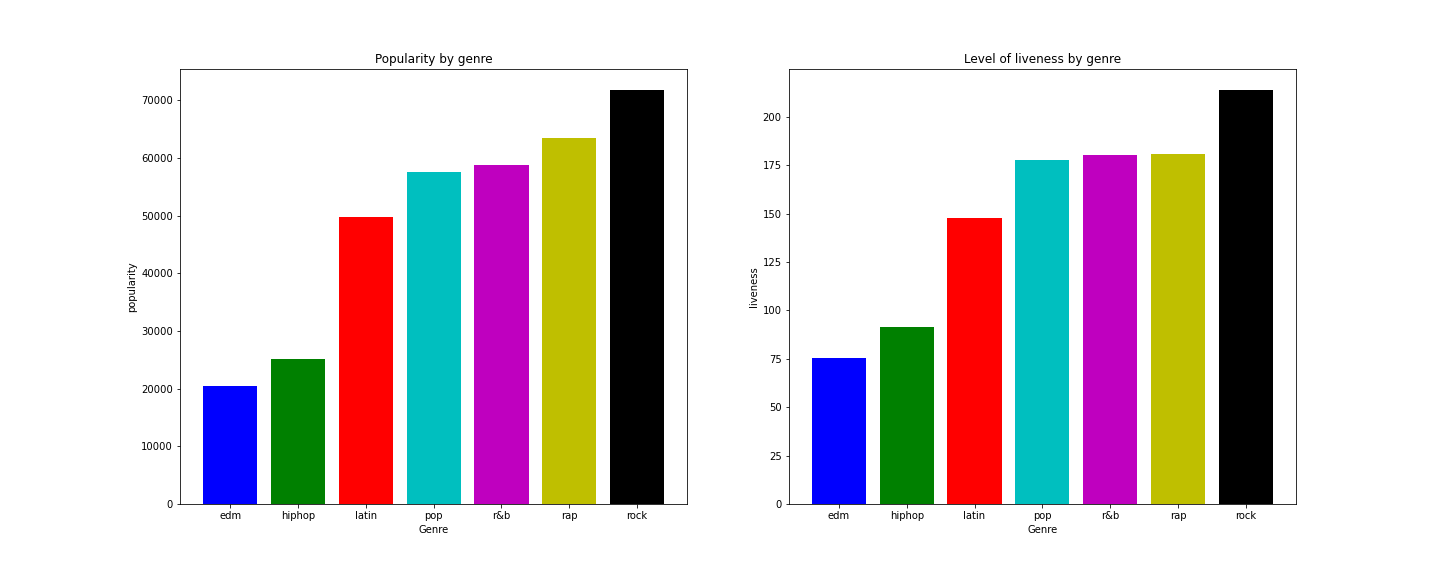 Popularity by genre
70000
60000
50000
40000
30000
20000
10000
0
popularity
edm hiphop latin pop r&b rap rock
Genre
Level of liveness by genre
200
175
150
125
100
75
50
25
0
liveness
edm hiphop latin pop r&b rap rock
Genre